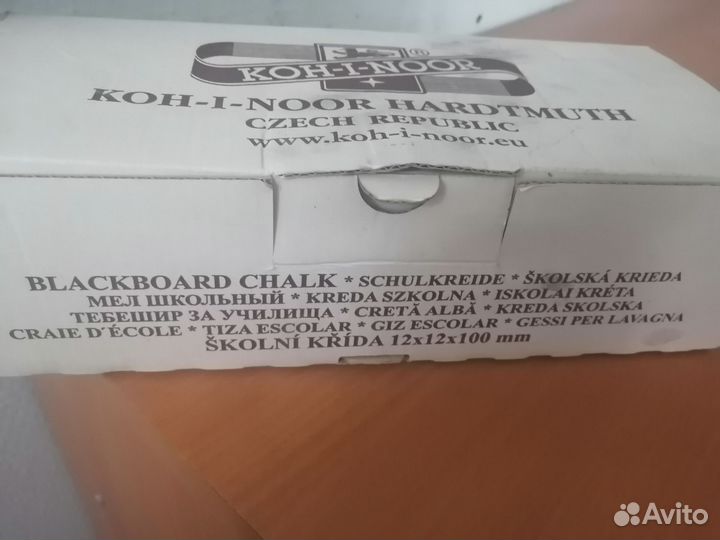 KOH-I-NOOR ®
KOH-I-NOOR HARDTMUTH
CZECH REPUBLIC
www.koh-i-noor.eu
BLACKBOARD CHALK * SCHULKREIDE * ŠKOLSKÁ KRIEDA
МЕЛ ШКОЛЬНЫЙ * KREDA SZKOLNA * ISKOLAI KRÉTA
ТЕБЕШИР ЗА УЧИЛИЩА * CRETĂ ALBĂ * KREDA SKOLSKA
CRAIE D'ÉCOLE * TIZA ESCOLAR * GIZ ESCOLAR * GESSI PER LAVAGNA
ŠKOLNÍ KŘÍDA 12x12x100 mm
Avito